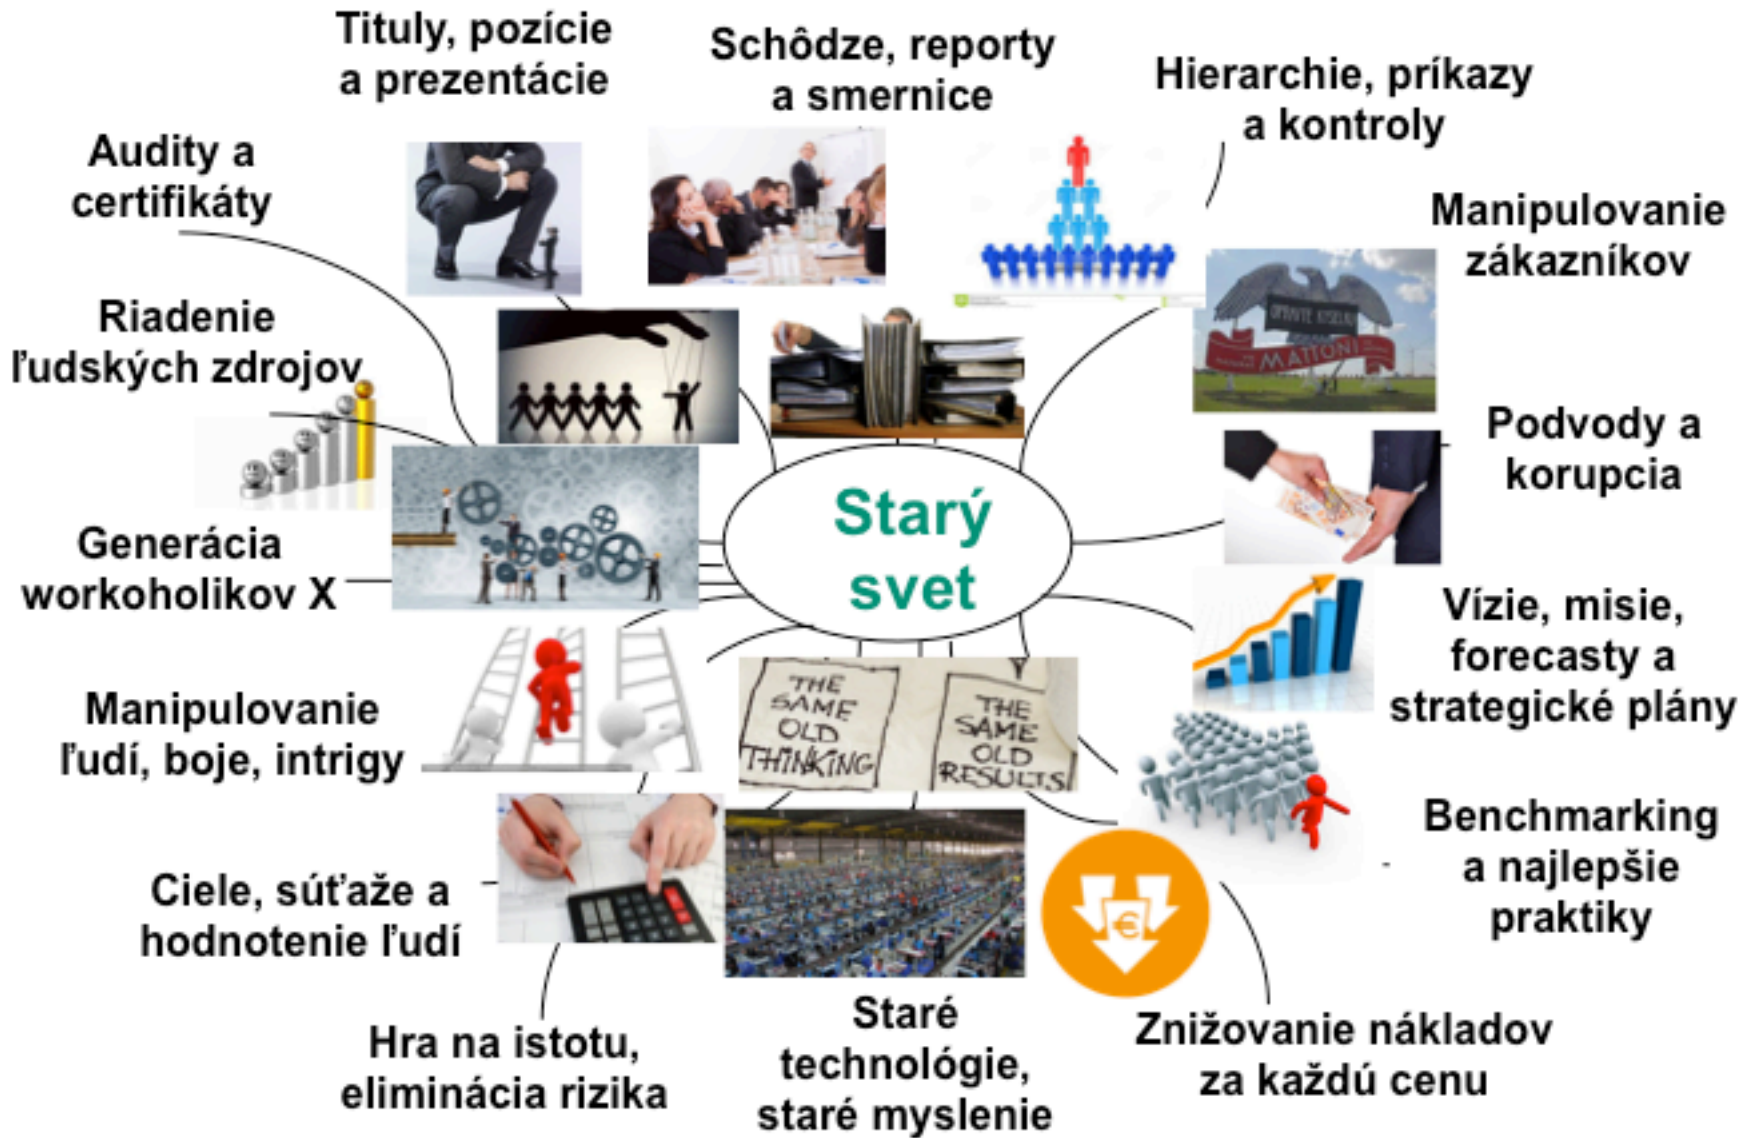 Tituly, pozície
a prezentácie
Schôdze, reporty
a smernice
Hierarchie, príkazy
a kontroly
Audity a
certifikáty
Manipulovanie
zákazníkov
MATTONI
Riadenie
ľudských zdrojov
Podvody a
korupcia
Starý
svet
Generácia
workoholikov X
Vízie, misie,
forecasty a
strategické plány
THE
SAME
OLD
THINKING
THE
SAME
OLD
RESULTS
Manipulovanie
ľudí, boje, intrigy
Benchmarking
a najlepšie
praktiky
Ciele, súťaže a
hodnotenie ľudí
€
Hra na istotu,
eliminácia rizika
Staré
technológie,
staré myslenie
Znižovanie nákladov
za každú cenu